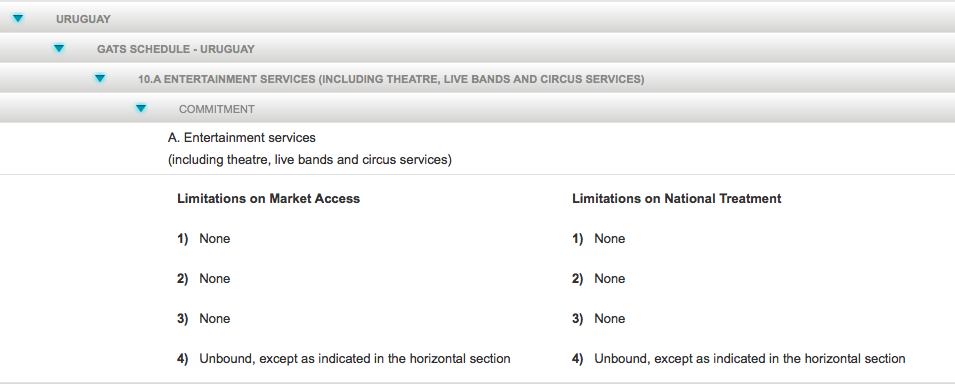 URUGUAY
GATS SCHEDULE - URUGUAY
10.A ENTERTAINMENT SERVICES (INCLUDING THEATRE, LIVE BANDS AND CIRCUS SERVICES)
COMMITMENT
A. Entertainment services
(including theatre, live bands and circus services)
Limitations on Market Access
1) None
2) None
3) None
4) Unbound, except as indicated in the horizontal section
Limitations on National Treatment
1) None
2) None
3) None
4) Unbound, except as indicated in the horizontal section